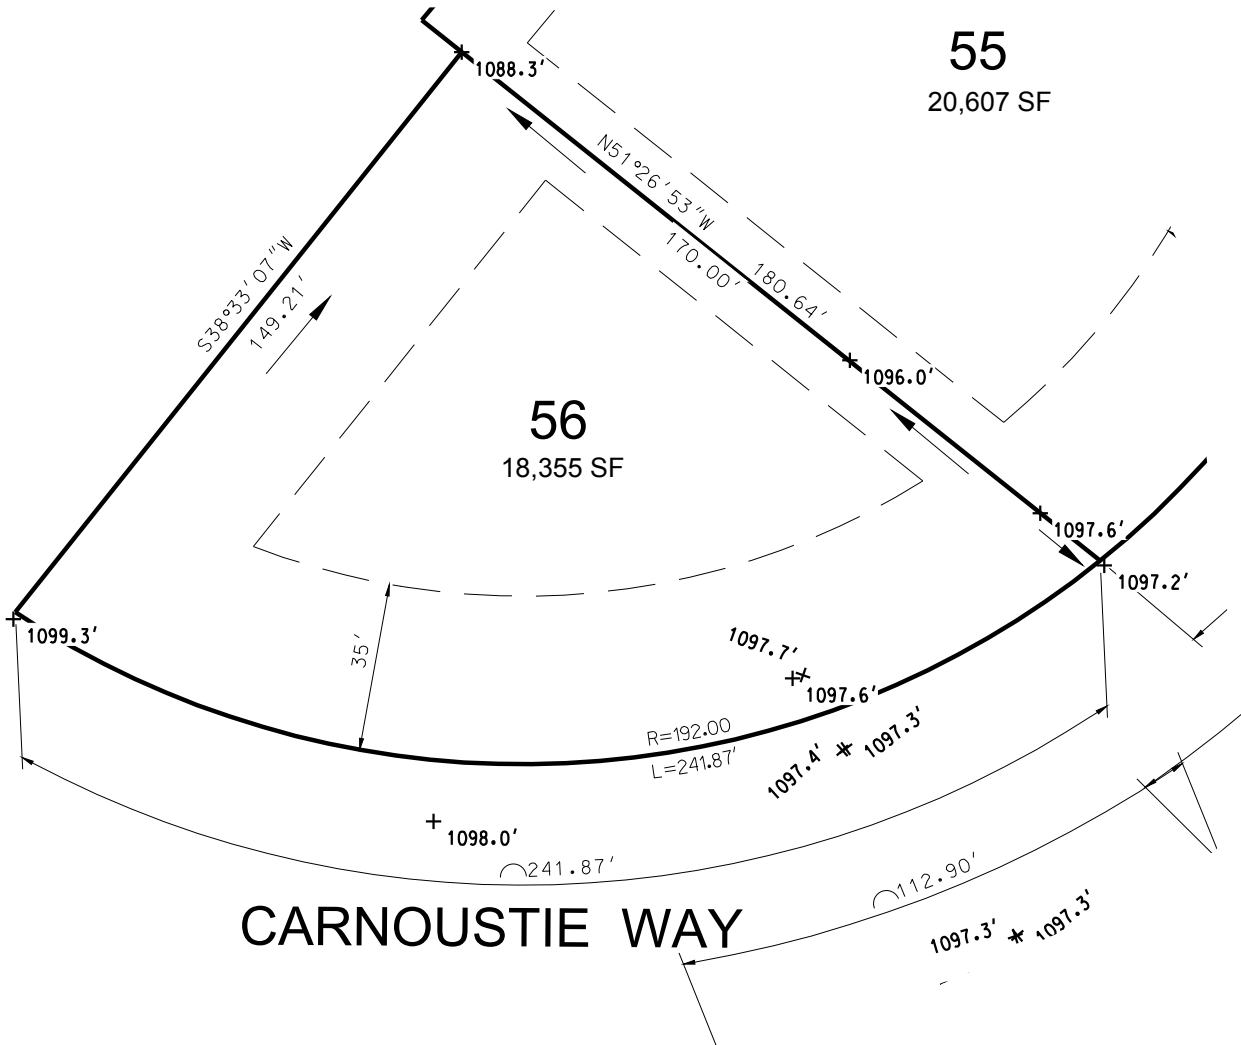 55
20,607 SF
1088.3'
N51°26'53"W
170.00'
180.64'
S38°33'07"W
149.21'
1096.0'
56
18,355 SF
1097.6'
1097.2'
1099.3'
35'
1097.7'
1097.6'
R=192.00
L=241.87'
1097.4'
1097.3'
1098.0'
241.87'
112.90'
CARNOUSTIE WAY
1097.3'
1097.3'